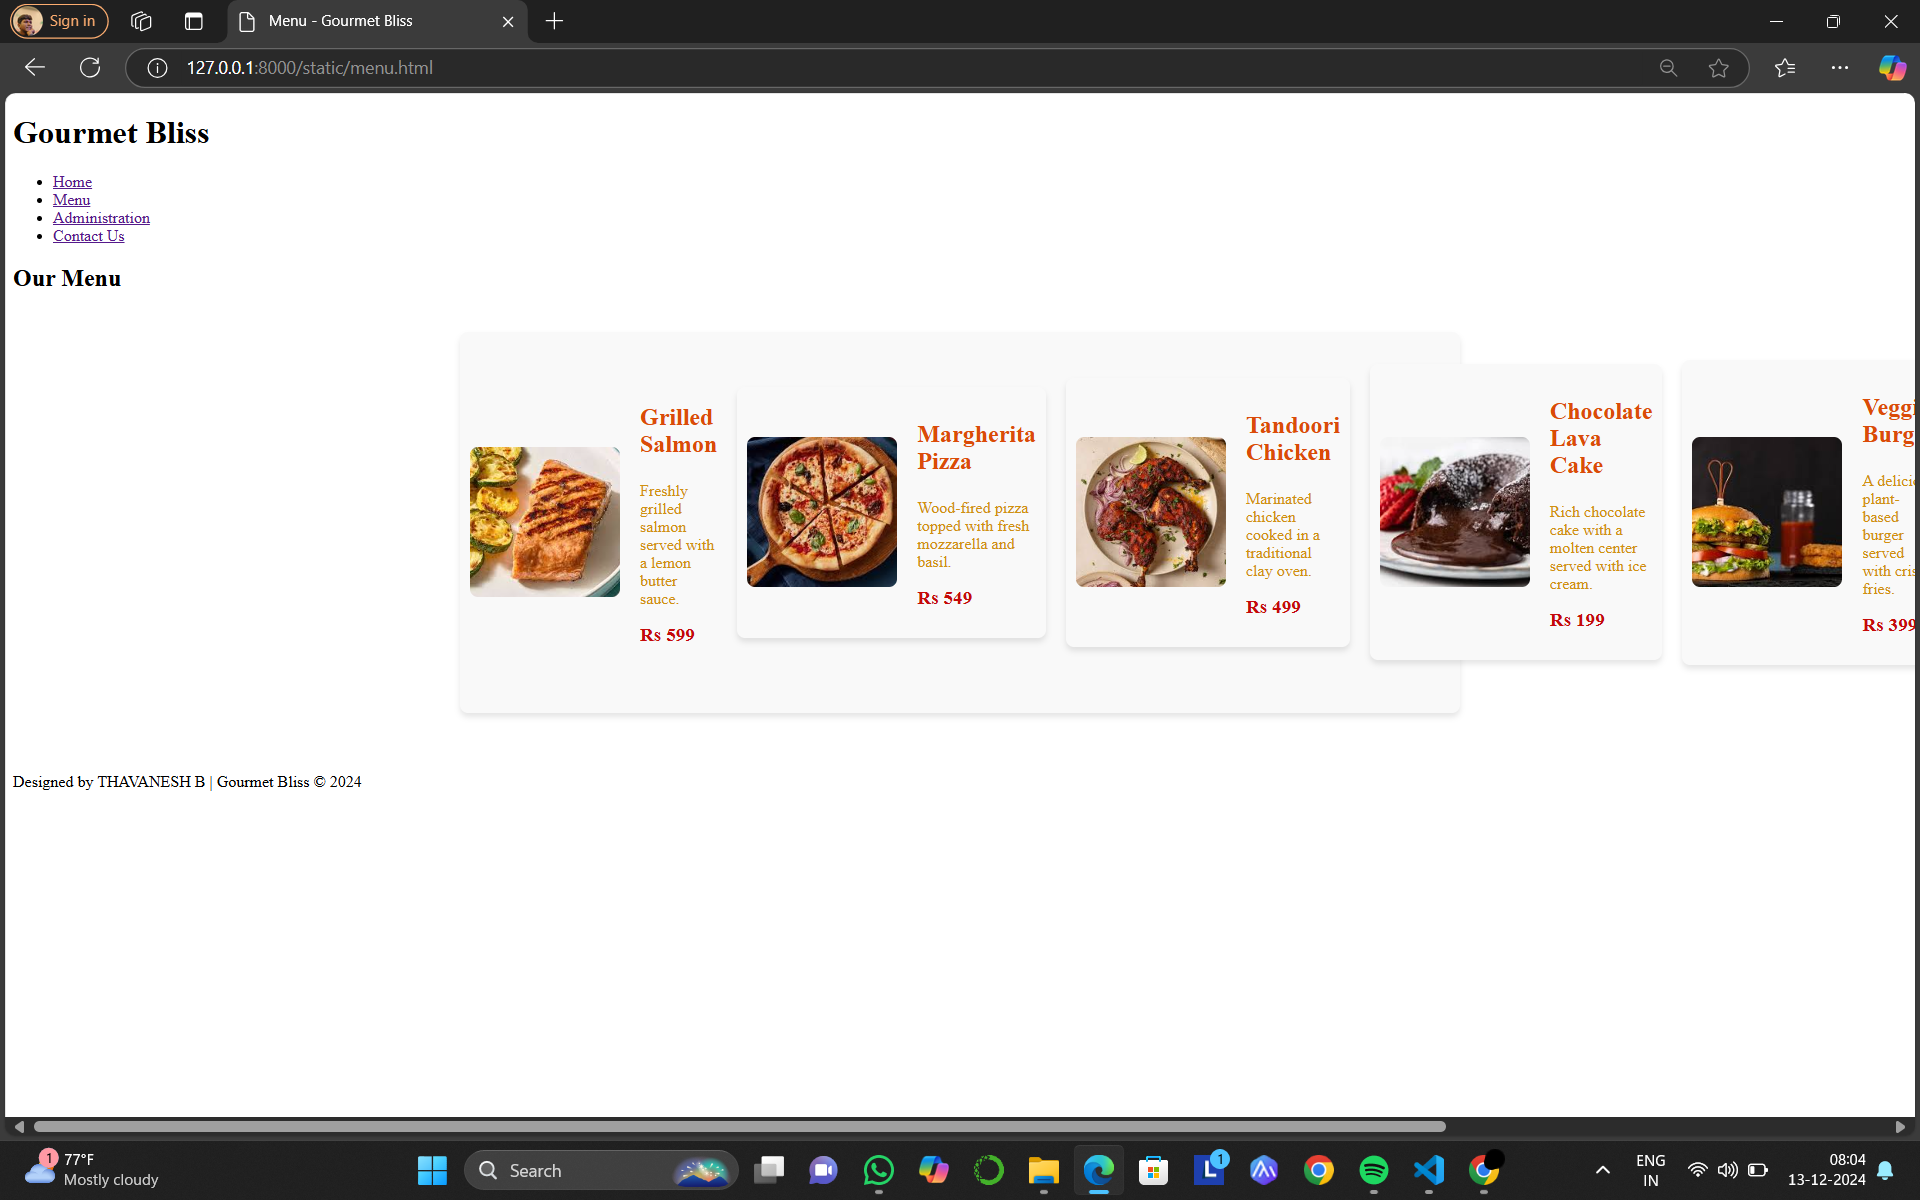 Sign in
Menu - Gourmet Bliss
127.0.0.1:8000/static/menu.html
Gourmet Bliss
Home
Menu
Administration
Contact Us
Our Menu
Grilled
Salmon
Freshly
grilled
salmon
served with
a lemon
butter
sauce.
Rs 599
Margherita
Pizza
Wood-fired pizza
topped with fresh
mozzarella and
basil.
Rs 549
Tandoori
Chicken
Marinated
chicken
cooked in a
traditional
clay oven.
Rs 499
Chocolate
Lava
Cake
Rich chocolate
cake with a
molten center
served with ice
cream.
Rs 199
Veggi
Burg
A delici
plant-
based
burger
served
with cris
fries.
Rs 399
Designed by THAVANESH B | Gourmet Bliss © 2024
1
77°F
Mostly cloudy
Search
L
1
ENG
IN
08:04
13-12-2024